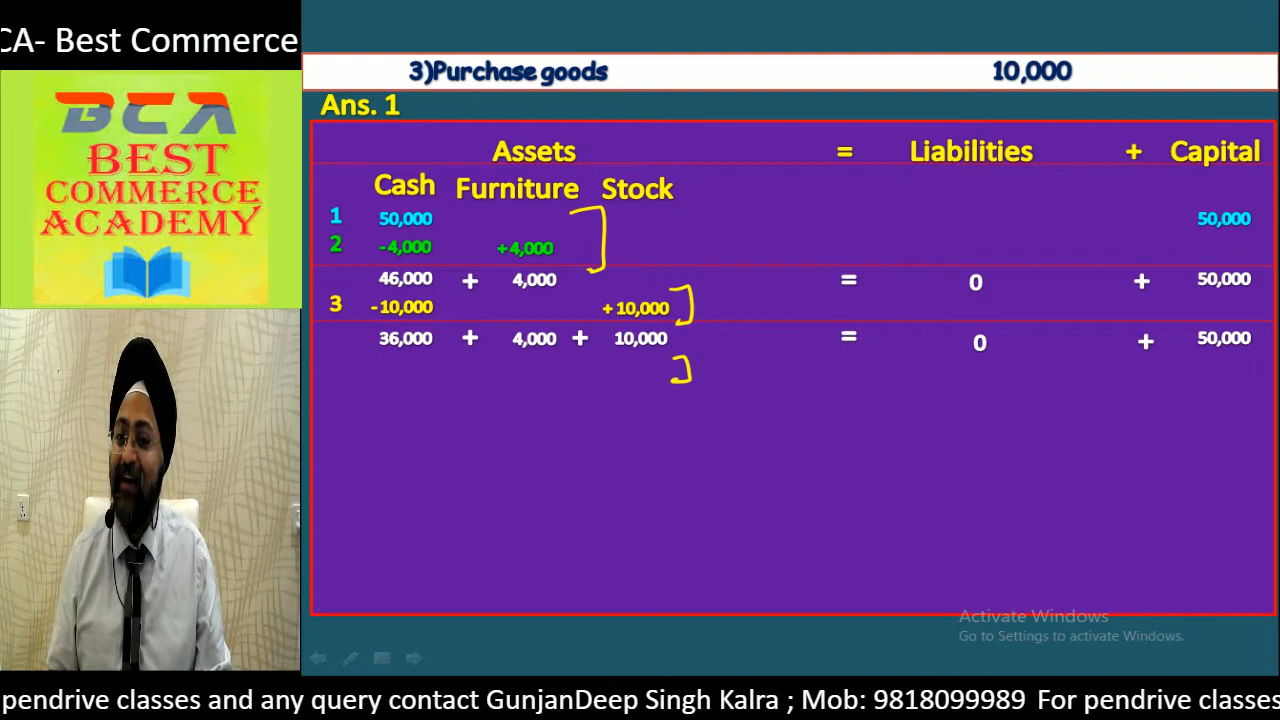 CA- Best Commerce
BCA
BEST
COMMERCE
ACADEMY
3)Purchase goods 10,000
Ans. 1
Assets = Liabilities + Capital
Cash Furniture Stock
1 50,000 50,000
2 -4,000 +4,000
46,000 + 4,000 = 0 + 50,000
3 -10,000 +10,000
36,000 + 4,000 + 10,000 = 0 + 50,000
Activate Windows
Go to Settings to activate Windows.
pendrive classes and any query contact GunjanDeep Singh Kalra ; Mob: 9818099989 For pendrive classes